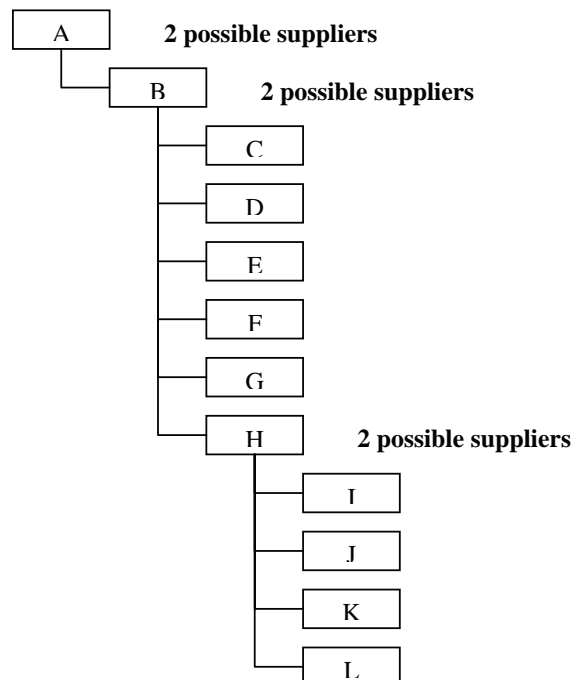 A 2 possible suppliers
B 2 possible suppliers
C
D
E
F
G
H 2 possible suppliers
I
J
K
L